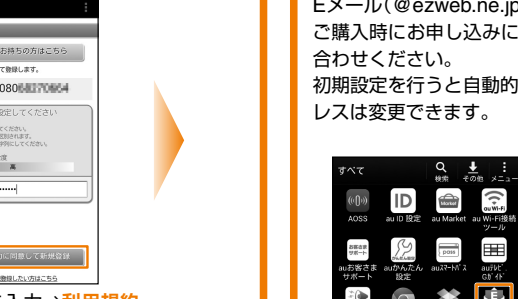 お持ちの方はこちら
て登録します。
080
設定してください
てください。
区別されます。
字列にしてください。
度
高
に同意して新規登録
登録したい方はこちら
入力→利用規約
Eメール（@ezweb.ne.jp
ご購入時にお申し込みに
合わせください。
初期設定を行うと自動的
レスは変更できます。
すべて
検索 その他 メニュー
AOSS au ID 設定 au Market au Wi-Fi接続ツール
auお客さまサポート auかんたん設定 auスマートパス auテレビ.Gガイド